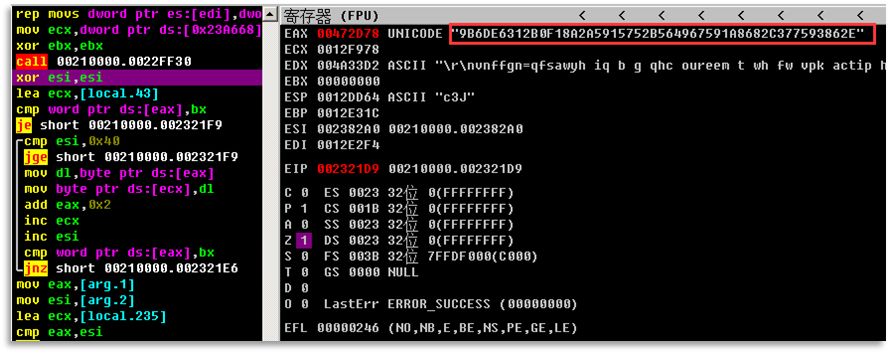 rep movs dword ptr es:[edi],dwo
mov ecx,dword ptr ds:[0x23A668]
xor ebx,ebx
call 00210000.0022FF30
xor esi,esi
lea ecx,[local.43]
cmp word ptr ds:[eax],bx
je short 00210000.002321F9
cmp esi,0x40
jge short 00210000.002321F9
mov dl,byte ptr ds:[eax]
mov byte ptr ds:[ecx],dl
add eax,0x2
inc ecx
inc esi
cmp word ptr ds:[eax],bx
jnz short 00210000.002321E6
mov eax,[arg.1]
mov esi,[arg.2]
lea ecx,[local.235]
cmp eax,esi
寄存器 (FPU) < < < < < < < <
EAX 00472D78 UNICODE "9B6DE6312B0F18A2A5915752B564967591A8682C377593862E"
ECX 0012F978
EDX 004A33D2 ASCII "\r\nvnffgn=qfsawyh iq b g qhc oureem t wh fw vpk actip h
EBX 00000000
ESP 0012DD64 ASCII "c3J"
EBP 0012E31C
ESI 002382A0 00210000.002382A0
EDI 0012E2F4
EIP 002321D9 00210000.002321D9
C 0 ES 0023 32位 0(FFFFFFFF)
P 1 CS 001B 32位 0(FFFFFFFF)
A 0 SS 0023 32位 0(FFFFFFFF)
Z 1 DS 0023 32位 0(FFFFFFFF)
S 0 FS 003B 32位 7FFDF000(C000)
T 0 GS 0000 NULL
D 0
O 0 LastErr ERROR_SUCCESS (00000000)
EFL 00000246 (NO,NB,E,BE,NS,PE,GE,LE)